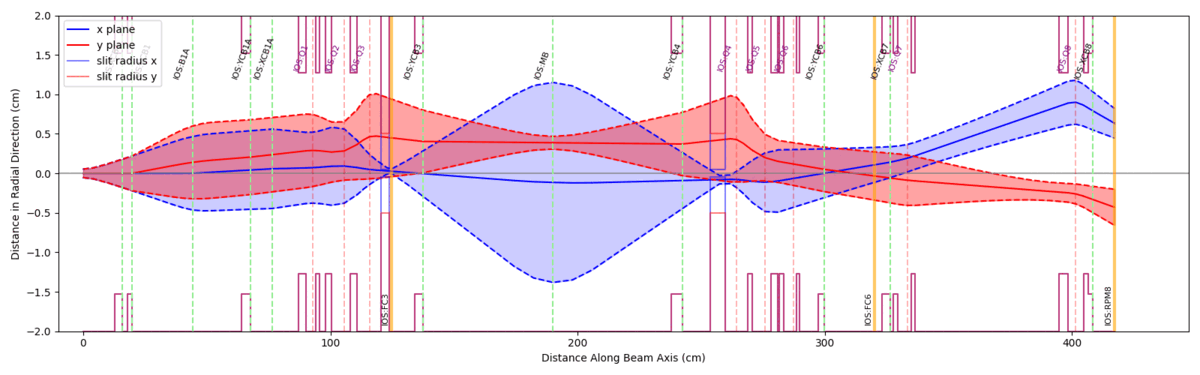 Distance in Radial Direction (cm)
2.0
1.5
1.0
0.5
0.0
−0.5
−1.0
−1.5
−2.0
x plane
y plane
slit radius x
slit radius y
IOS:B1A
IOS:YCB1A
IOS:XCB1A
IOS:Q1
IOS:Q2
IOS:Q3
IOS:YCB3
IOS:MB
IOS:YCB4
IOS:Q4
IOS:Q5
IOS:Q6
IOS:YCB6
IOS:XCB7
IOS:Q7
IOS:Q8
IOS:XCB8
IOS:FC3
IOS:FC6
IOS:RPM8
0
100
200
300
400
Distance Along Beam Axis (cm)